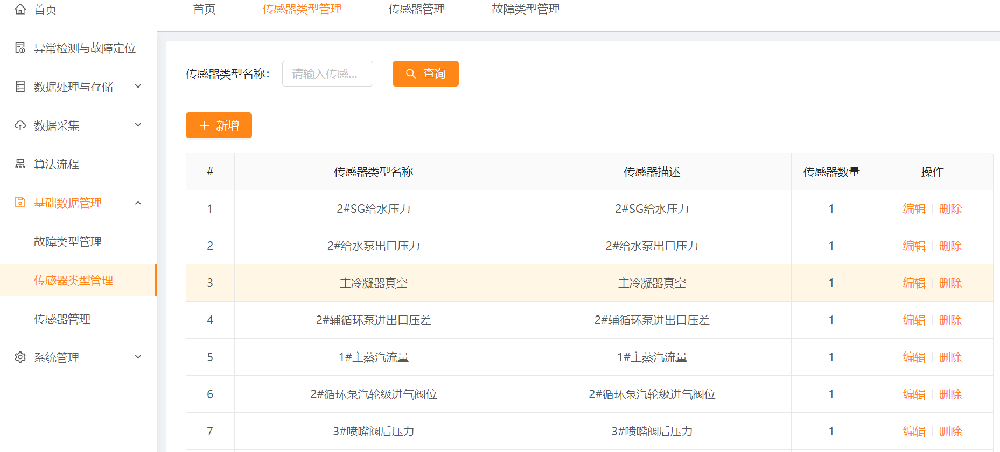 首页
异常检测与故障定位
数据处理与存储
数据采集
算法流程
基础数据管理
故障类型管理
传感器类型管理
传感器管理
系统管理
首页 传感器类型管理 传感器管理 故障类型管理
传感器类型名称： 请输入传感... 查询
新增
# 传感器类型名称 传感器描述 传感器数量 操作
1 2#SG给水压力 2#SG给水压力 1 编辑 删除
2 2#给水泵出口压力 2#给水泵出口压力 1 编辑 删除
3 主冷凝器真空 主冷凝器真空 1 编辑 删除
4 2#辅循环泵进出口压差 2#辅循环泵进出口压差 1 编辑 删除
5 1#主蒸汽流量 1#主蒸汽流量 1 编辑 删除
6 2#循环泵汽轮级进气阀位 2#循环泵汽轮级进气阀位 1 编辑 删除
7 3#喷嘴阀后压力 3#喷嘴阀后压力 1 编辑 删除